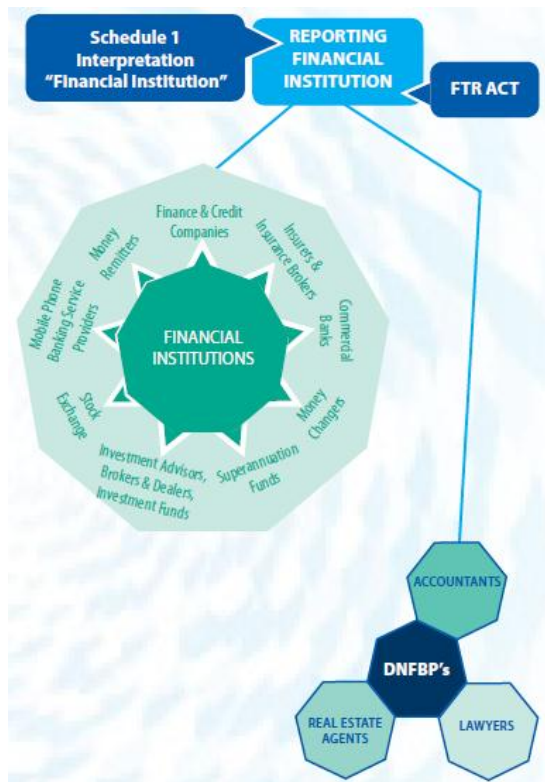 Schedule 1
Interpretation
“Financial Institution”
REPORTING
FINANCIAL
INSTITUTION
FTR ACT
Finance & Credit
Companies
Insurers &
Insurance Brokers
Commercial
Banks
Money
Changers
Superannuation
Funds
Investment Advisors,
Brokers & Dealers,
Investment Funds
Stock
Exchange
Mobile Phone
Banking Service
Providers
Money
Remitters
FINANCIAL
INSTITUTIONS
ACCOUNTANTS
DNFBP's
REAL ESTATE
AGENTS
LAWYERS